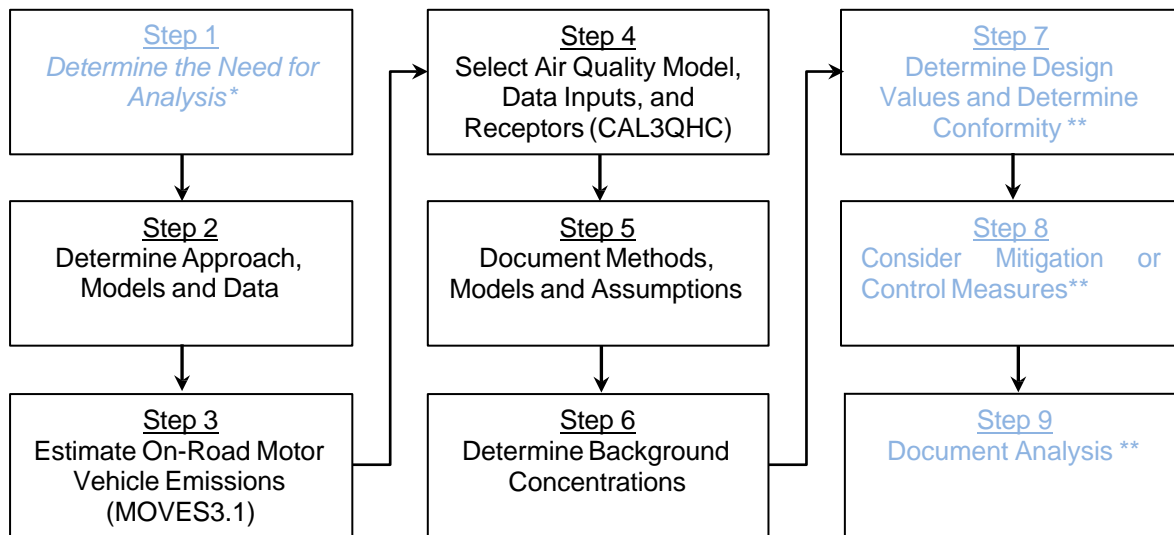 Step 1
Determine the Need for
Analysis*
Step 2
Determine Approach,
Models and Data
Step 3
Estimate On-Road Motor
Vehicle Emissions
(MOVES3.1)
Step 4
Select Air Quality Model,
Data Inputs, and
Receptors (CAL3QHC)
Step 5
Document Methods,
Models and Assumptions
Step 6
Determine Background
Concentrations
Step 7
Determine Design
Values and Determine
Conformity **
Step 8
Consider Mitigation or
Control Measures**
Step 9
Document Analysis **